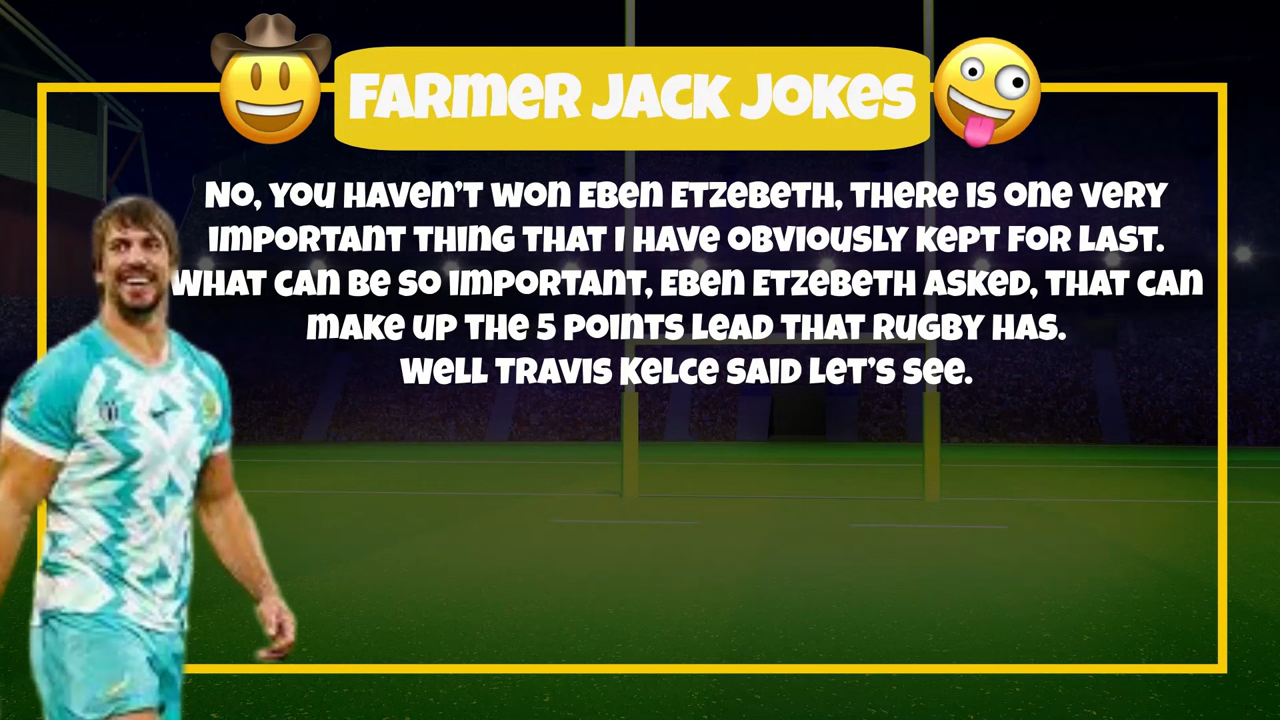 FARMER JACK JOKES
No, you haven't won Eben Etzebeth, there is one very
important thing that I have obviously kept for last.
What can be so important, Eben Etzebeth asked, that can
make up the 5 points lead that rugby has.
Well Travis Kelce said let's see.